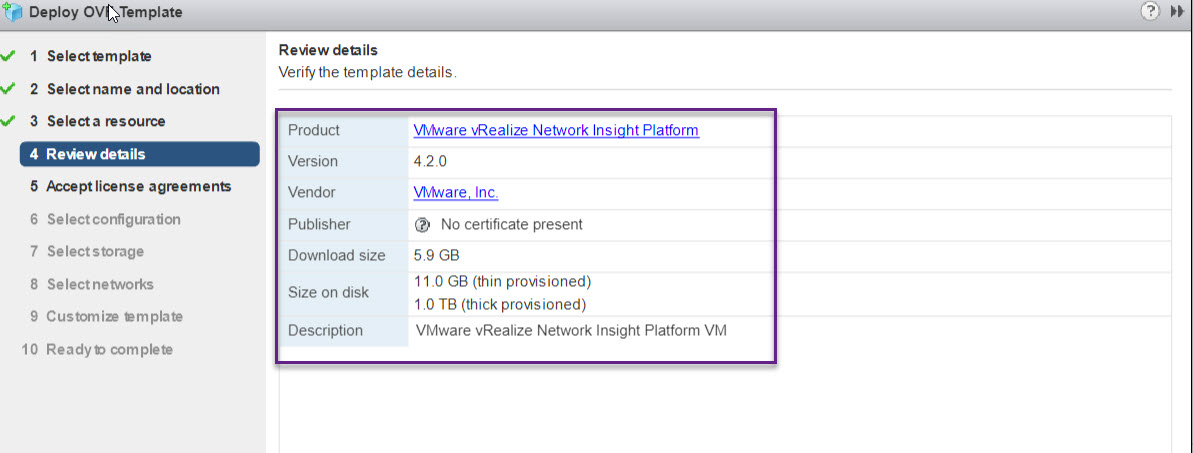 Deploy OVF Template
1 Select template
2 Select name and location
3 Select a resource
4 Review details
5 Accept license agreements
6 Select configuration
7 Select storage
8 Select networks
9 Customize template
10 Ready to complete
Review details
Verify the template details.
Product VMware vRealize Network Insight Platform
Version 4.2.0
Vendor VMware, Inc.
Publisher No certificate present
Download size 5.9 GB
Size on disk 11.0 GB (thin provisioned)
1.0 TB (thick provisioned)
Description VMware vRealize Network Insight Platform VM